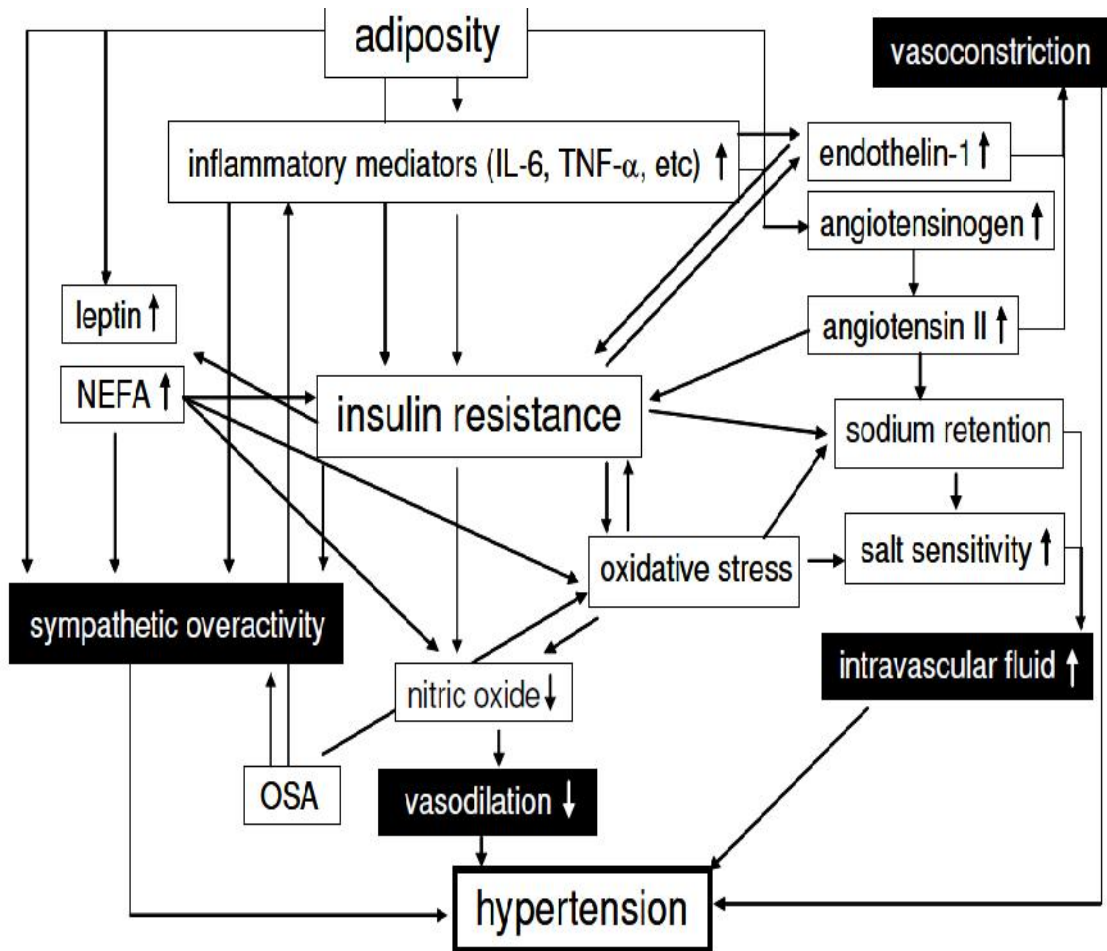 adiposity
vasoconstriction
inflammatory mediators (IL-6, TNF-α, etc) ↑
endothelin-1 ↑
angiotensinogen ↑
leptin ↑
angiotensin II ↑
NEFA ↑
insulin resistance
sodium retention
salt sensitivity ↑
oxidative stress
sympathetic overactivity
intravascular fluid ↑
nitric oxide ↓
OSA
vasodilation ↓
hypertension